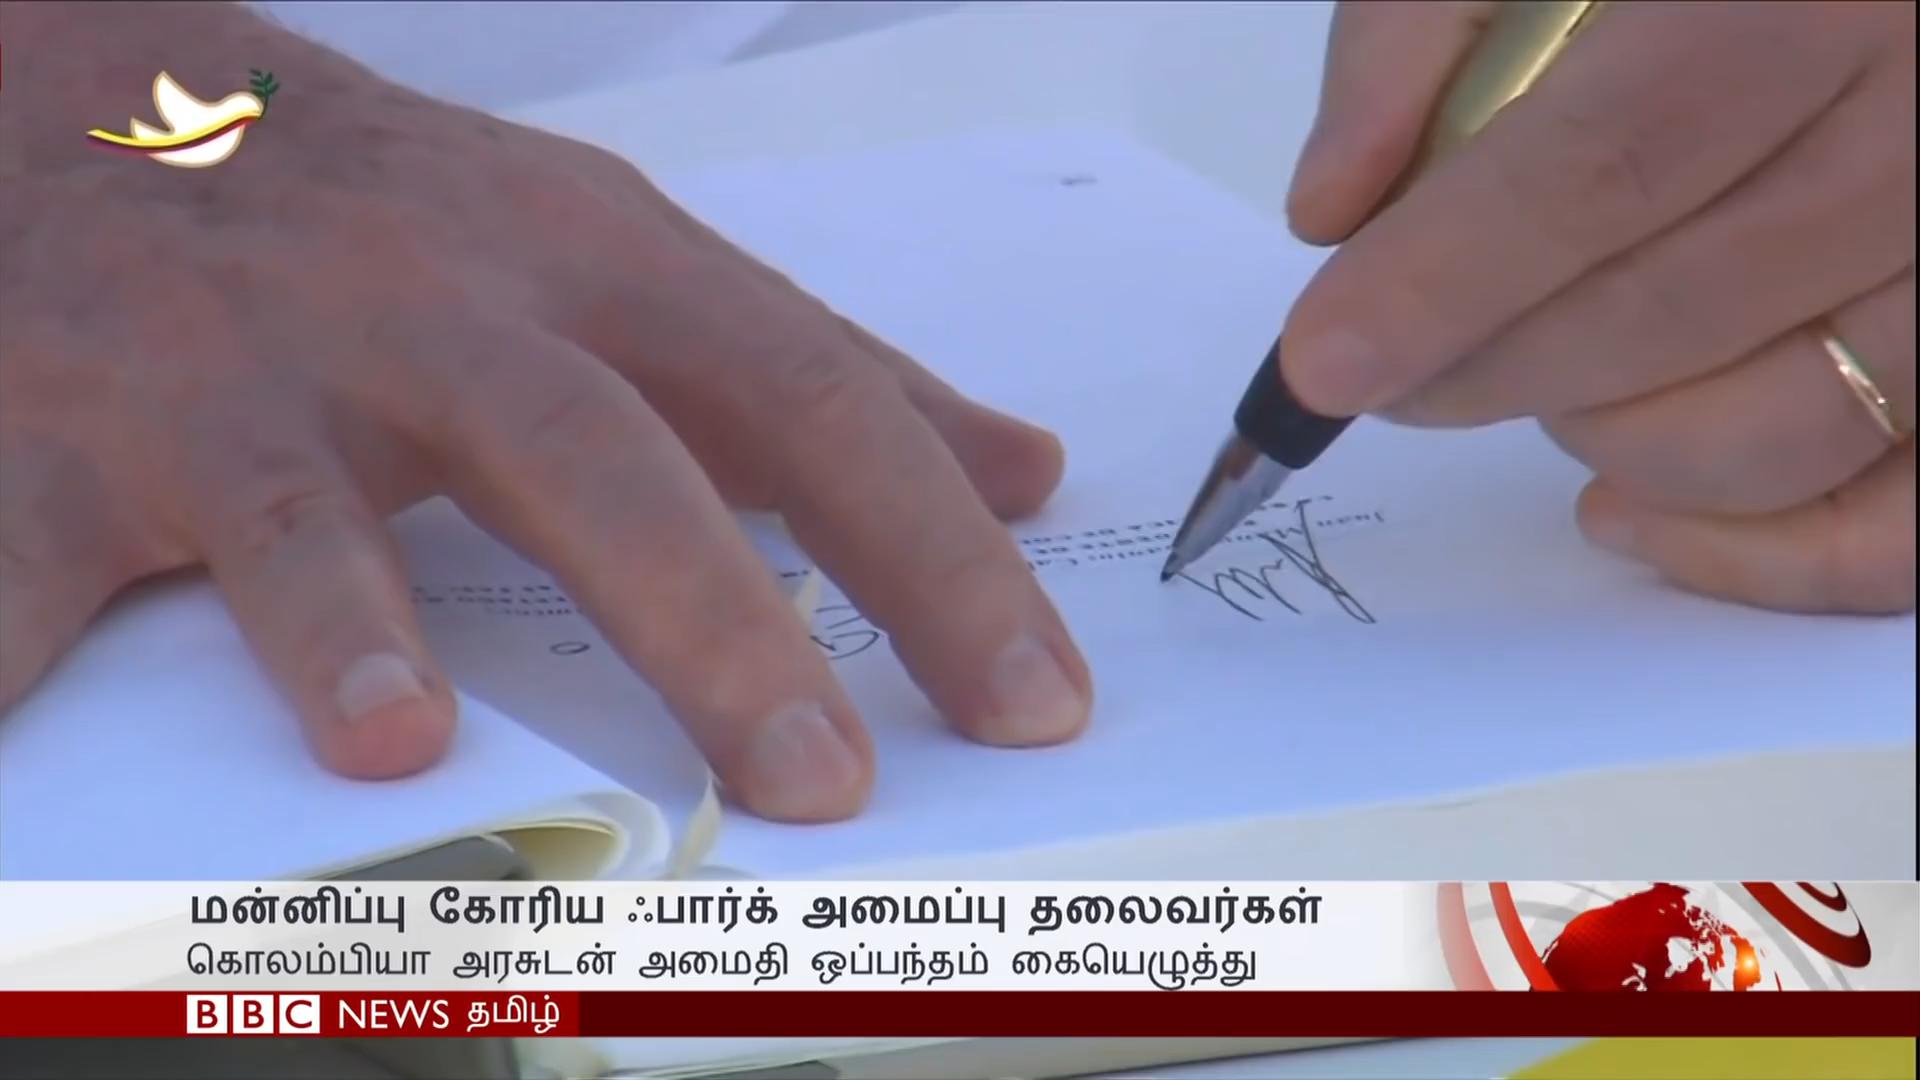 மன்னிப்பு கோரிய ஃபார்க் அமைப்பு தலைவர்கள்
கொலம்பியா அரசுடன் அமைதி ஒப்பந்தம் கையெழுத்து
BBC NEWS தமிழ்